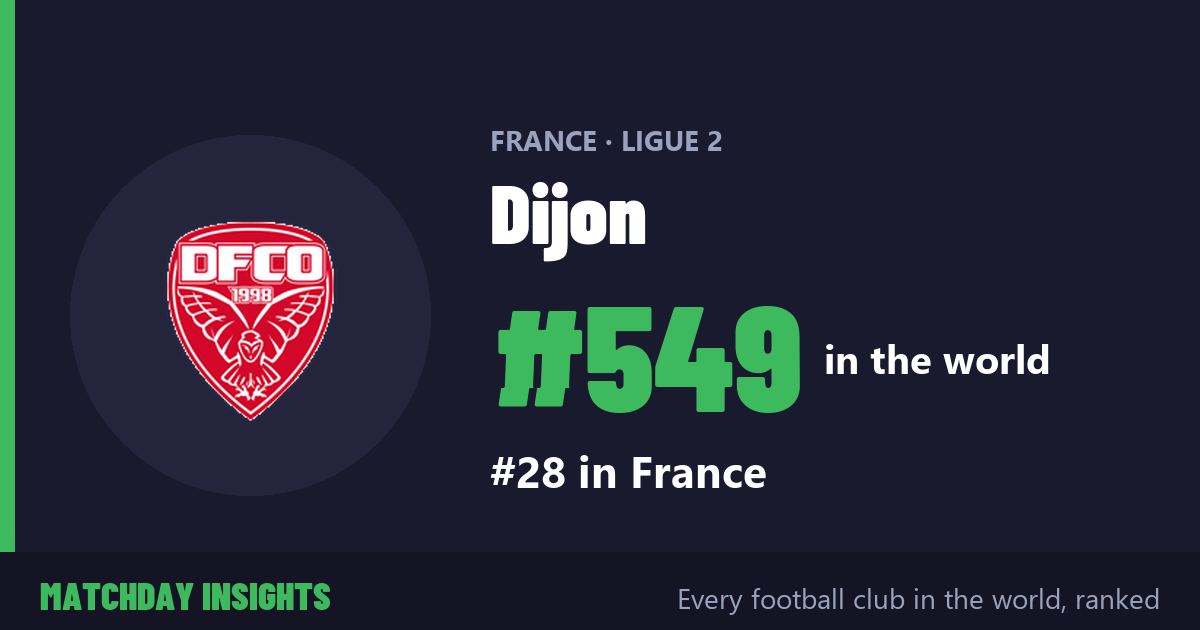 FRANCE · LIGUE 2
Dijon
DFCO
1998
#549 in the world
#28 in France
MATCHDAY INSIGHTS
Every football club in the world, ranked